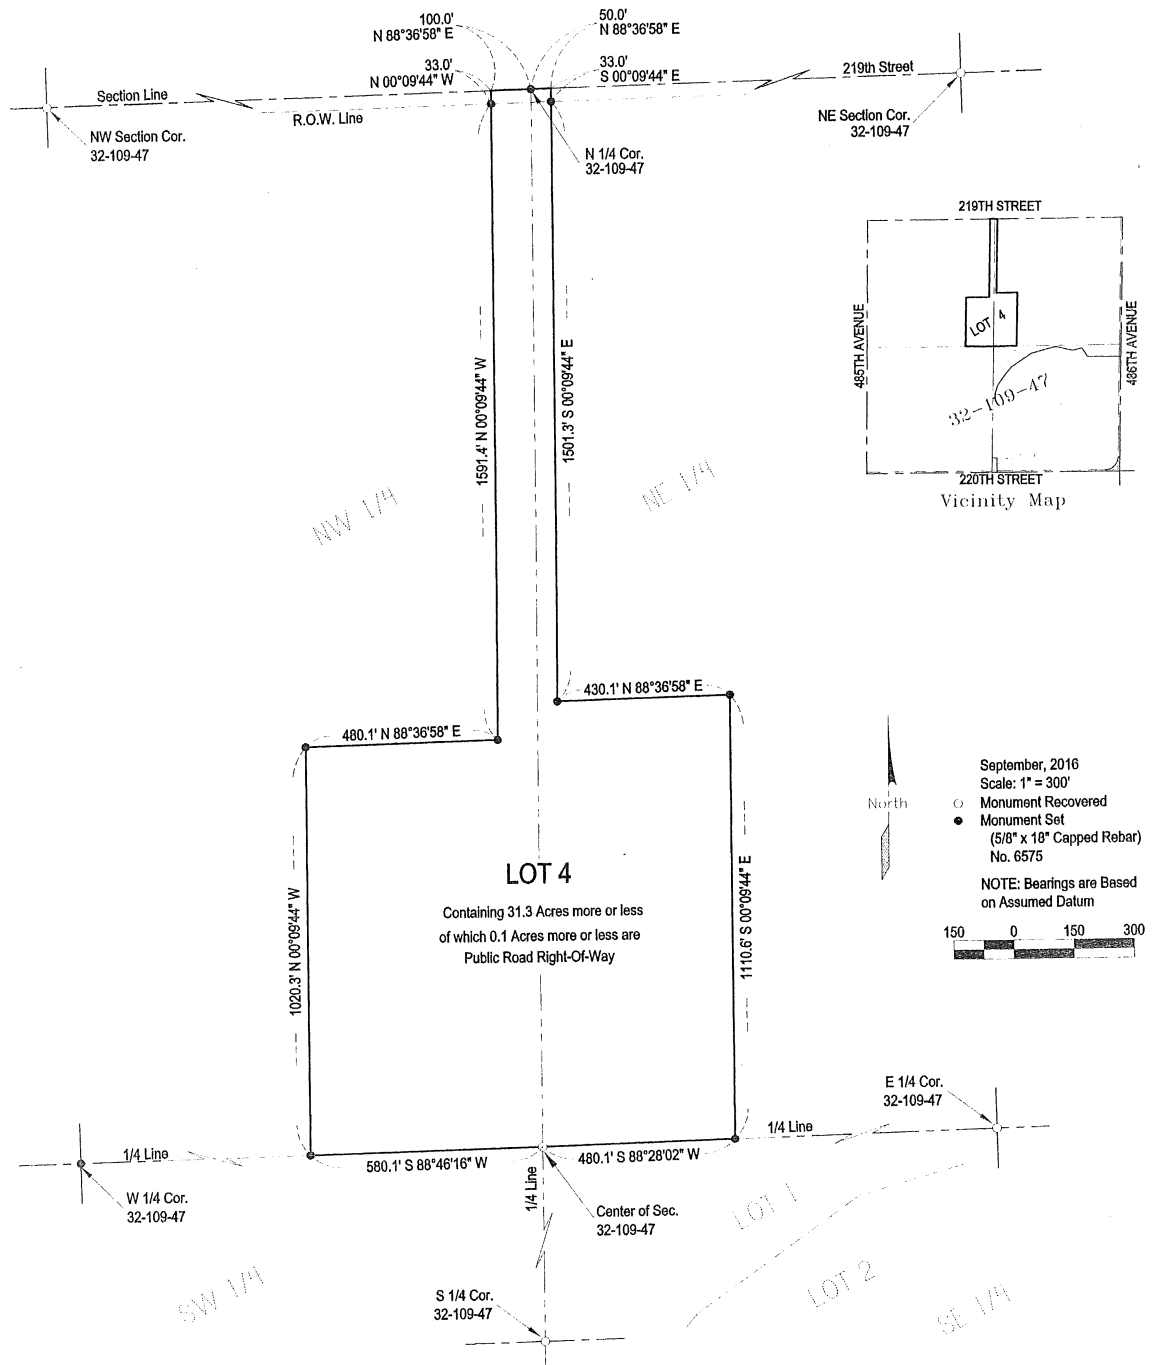 100.0'
N 88°36'58" E
50.0'
N 88°36'58" E
33.0'
N 00°09'44" W
33.0'
S 00°09'44" E
219th Street
Section Line
R.O.W. Line
NW Section Cor.
32-109-47
N 1/4 Cor.
32-109-47
NE Section Cor.
32-109-47
219TH STREET
485TH AVENUE
486TH AVENUE
LOT 4
32-109-47
220TH STREET
Vicinity Map
1591.4' N 00°09'44" W
1501.3' S 00°09'44" E
NW 1/4
NE 1/4
430.1' N 88°36'58" E
480.1' N 88°36'58" E
North
September, 2016
Scale: 1" = 300'
Monument Recovered
Monument Set
(5/8" x 18" Capped Rebar)
No. 6575
NOTE: Bearings are Based
on Assumed Datum
150 0 150 300
LOT 4
Containing 31.3 Acres more or less
of which 0.1 Acres more or less are
Public Road Right-Of-Way
1020.3' N 00°09'44" W
1110.6' S 00°09'44" E
E 1/4 Cor.
32-109-47
1/4 Line
1/4 Line
580.1' S 88°46'16" W
480.1' S 88°28'02" W
W 1/4 Cor.
32-109-47
1/4 Line
Center of Sec.
32-109-47
LOT 1
LOT 2
SW 1/4
SE 1/4
S 1/4 Cor.
32-109-47